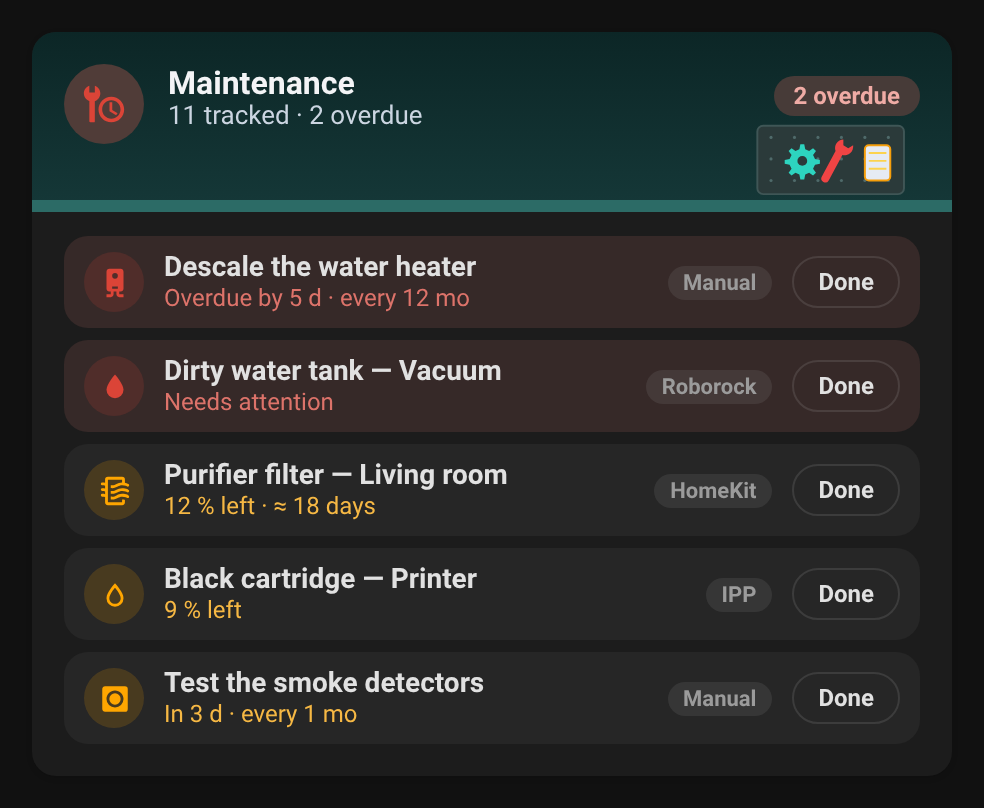 Maintenance
11 tracked · 2 overdue
2 overdue
Descale the water heater
Overdue by 5 d · every 12 mo
Manual
Done
Dirty water tank — Vacuum
Needs attention
Roborock
Done
Purifier filter — Living room
12 % left · ≈ 18 days
HomeKit
Done
Black cartridge — Printer
9 % left
IPP
Done
Test the smoke detectors
In 3 d · every 1 mo
Manual
Done